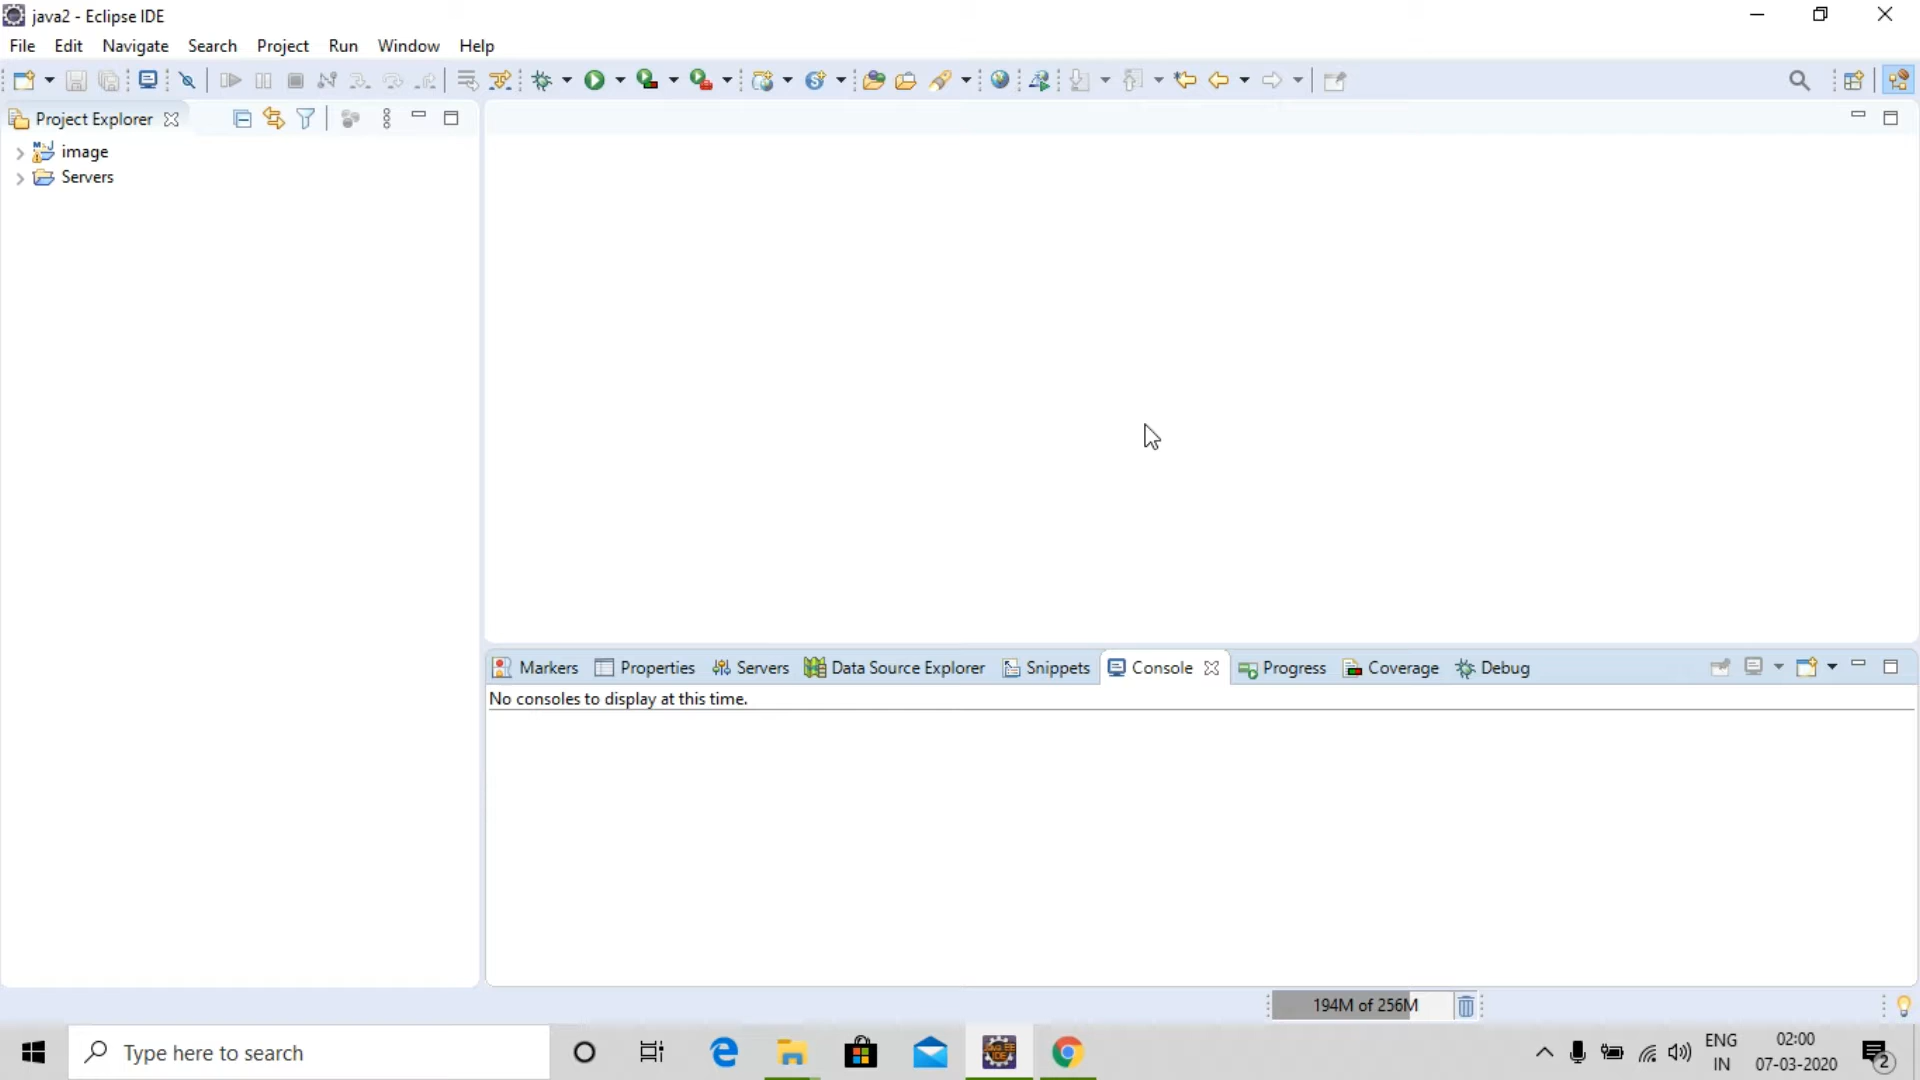 java2 - Eclipse IDE
File Edit Navigate Search Project Run Window Help
Project Explorer
image
Servers
Markers Properties Servers Data Source Explorer Snippets Console Progress Coverage Debug
No consoles to display at this time.
194M of 256M
Type here to search
ENG
IN
02:00
07-03-2020
2